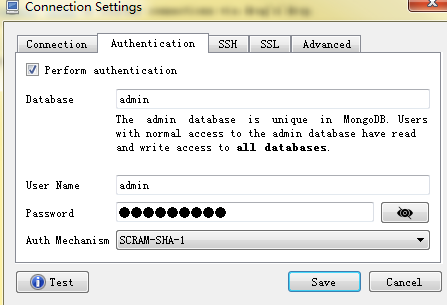 Connection Settings
Connection Authentication SSH SSL Advanced
Perform authentication
Database admin
The admin database is unique in MongoDB. Users
with normal access to the admin database have read
and write access to all databases.
User Name admin
Password ●●●●●●●●●
Auth Mechanism SCRAM-SHA-1
Test Save Cancel